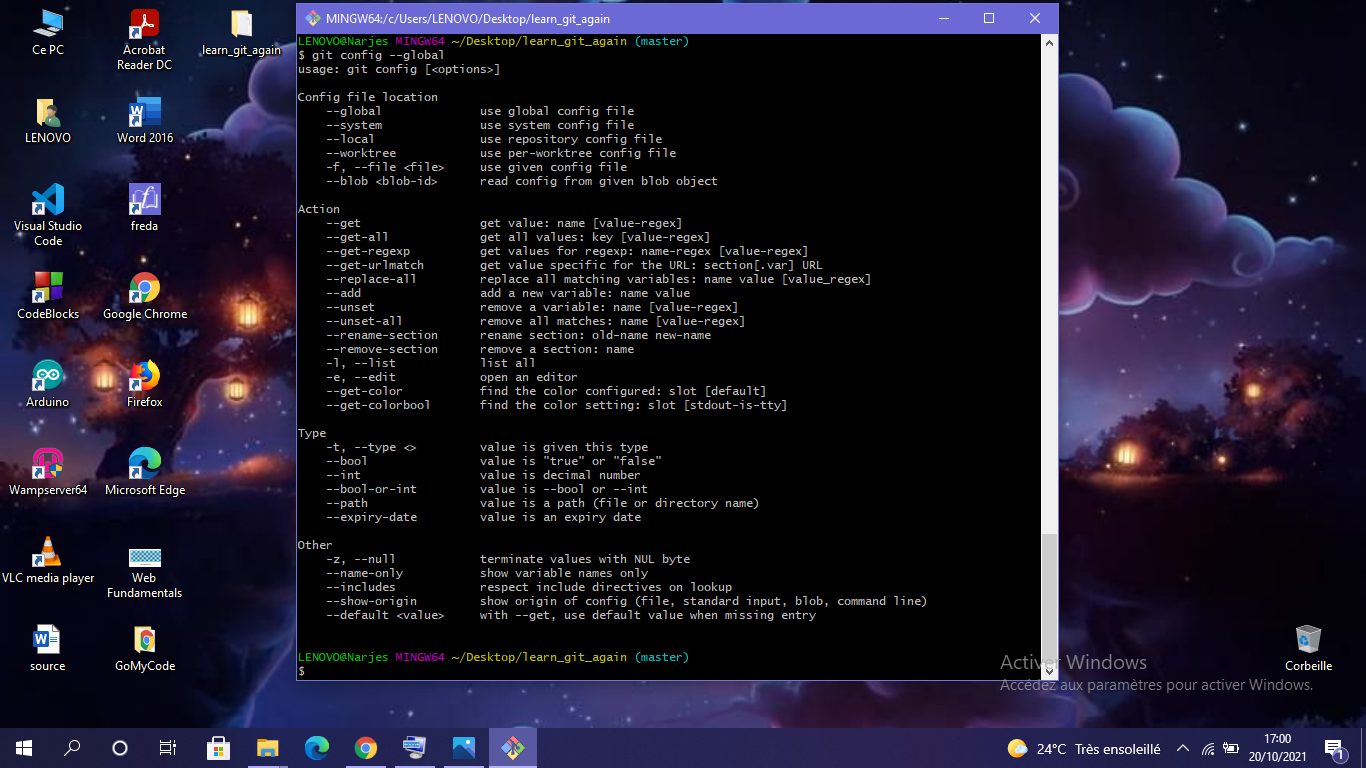 MINGW64:/c/Users/LENOVO/Desktop/learn_git_again
LENOVO@Narjes MINGW64 ~/Desktop/learn_git_again (master)
$ git config --global
usage: git config [<options>]
Config file location
--global use global config file
--system use system config file
--local use repository config file
--worktree use per-worktree config file
-f, --file <file> use given config file
--blob <blob-id> read config from given blob object
Action
--get get value: name [value-regex]
--get-all get all values: key [value-regex]
--get-regexp get values for regexp: name-regex [value-regex]
--get-urlmatch get value specific for the URL: section[.var] URL
--replace-all replace all matching variables: name value [value_regex]
--add add a new variable: name value
--unset remove a variable: name [value-regex]
--unset-all remove all matches: name [value-regex]
--rename-section rename section: old-name new-name
--remove-section remove a section: name
-l, --list list all
-e, --edit open an editor
--get-color find the color configured: slot [default]
--get-colorbool find the color setting: slot [stdout-is-tty]
Type
-t, --type <> value is given this type
--bool value is "true" or "false"
--int value is decimal number
--bool-or-int value is --bool or --int
--path value is a path (file or directory name)
--expiry-date value is an expiry date
Other
-z, --null terminate values with NUL byte
--name-only show variable names only
--includes respect include directives on lookup
--show-origin show origin of config (file, standard input, blob, command line)
--default <value> with --get, use default value when missing entry
LENOVO@Narjes MINGW64 ~/Desktop/learn_git_again (master)
$
Ce PC
Acrobat
Reader DC
learn_git_again
LENOVO
Word 2016
Visual Studio
Code
freda
CodeBlocks
Google Chrome
Arduino
Firefox
Wampserver64
Microsoft Edge
VLC media player
Web
Fundamentals
source
GoMyCode
Corbeille
Activer Windows
Accédez aux paramètres pour activer Windows.
24°C Très ensoleillé
17:00
20/10/2021
1